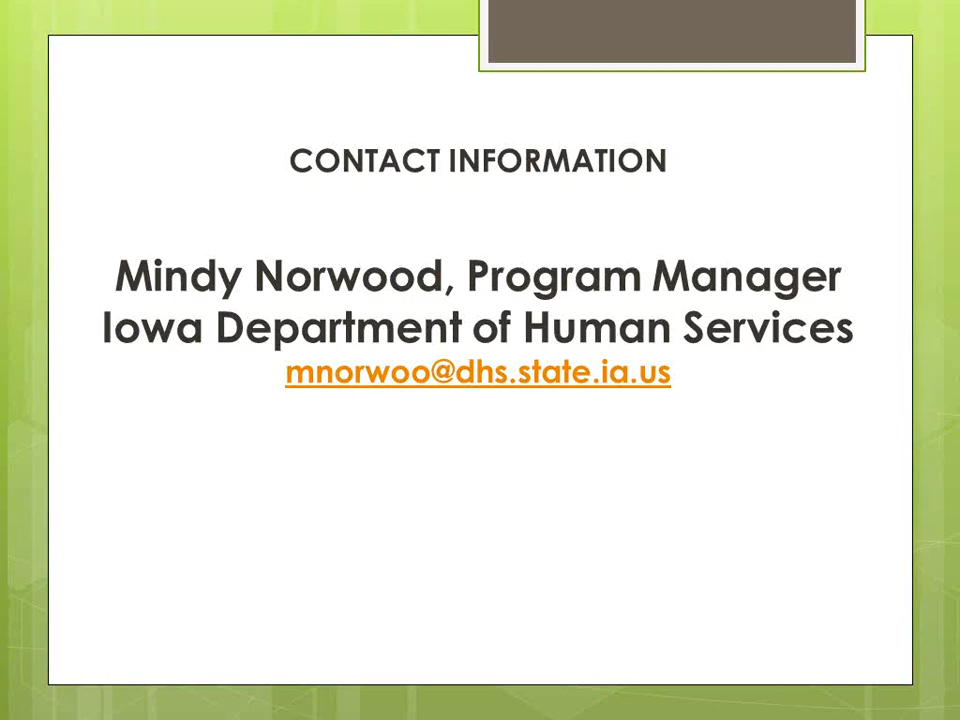 CONTACT INFORMATION
Mindy Norwood, Program Manager
Iowa Department of Human Services
mnorwoo@dhs.state.ia.us